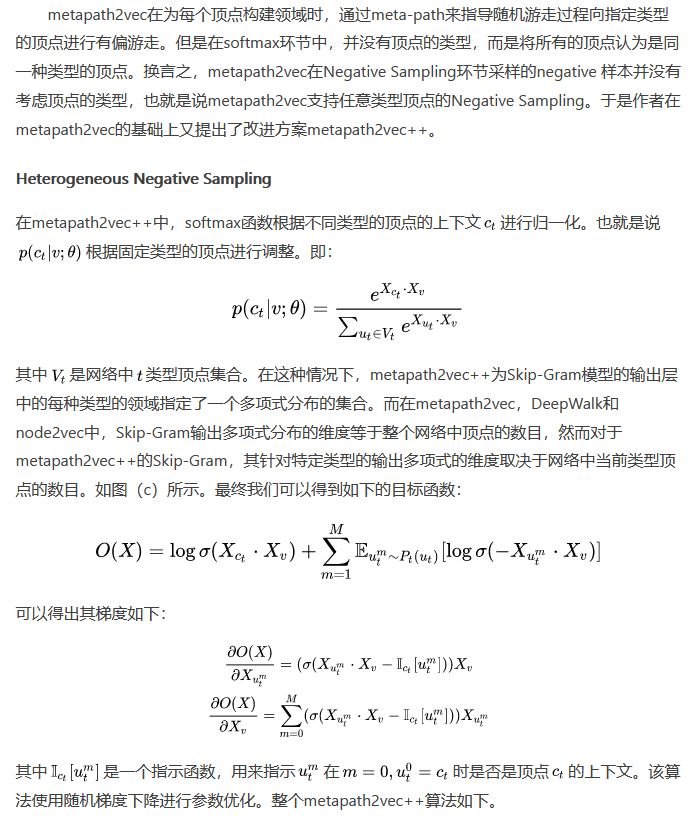 metapath2vec在为每个顶点构建领域时，通过meta-path来指导随机游走过程向指定类型
的顶点进行有偏游走。但是在softmax环节中，并没有顶点的类型，而是将所有的顶点认为是同
一种类型的顶点。换言之，metapath2vec在Negative Sampling环节采样的negative 样本并没有
考虑顶点的类型，也就是说metapath2vec支持任意类型顶点的Negative Sampling。于是作者在
metapath2vec的基础上又提出了改进方案metapath2vec++。
Heterogeneous Negative Sampling
在metapath2vec++中，softmax函数根据不同类型的顶点的上下文 $c_t$ 进行归一化。也就是说
$p(c_t|v;\theta)$ 根据固定类型的顶点进行调整。即：
$p(c_t|v;\theta) = \frac{e^{X_{c_t} \cdot X_v}}{\sum_{u_t \in V_t} e^{X_{u_t} \cdot X_v}}$
其中 $V_t$ 是网络中 $t$ 类型顶点集合。在这种情况下，metapath2vec++为Skip-Gram模型的输出层
中的每种类型的领域指定了一个多项式分布的集合。而在metapath2vec，DeepWalk和
node2vec中，Skip-Gram输出多项式分布的维度等于整个网络中顶点的数目，然而对于
metapath2vec++的Skip-Gram，其针对特定类型的输出多项式的维度取决于网络中当前类型顶
点的数目。如图（c）所示。最终我们可以得到如下的目标函数：
$O(X) = \log \sigma(X_{c_t} \cdot X_v) + \sum_{m=1}^{M} \mathbb{E}_{u_t^m \sim P_t(u_t)}[\log \sigma(-X_{u_t^m} \cdot X_v)]$
可以得出其梯度如下：
$\frac{\partial O(X)}{\partial X_{u_t^m}} = (\sigma(X_{u_t^m} \cdot X_v - \mathbb{I}_{c_t}[u_t^m]))X_v$
$\frac{\partial O(X)}{\partial X_v} = \sum_{m=0}^{M} (\sigma(X_{u_t^m} \cdot X_v - \mathbb{I}_{c_t}[u_t^m]))X_{u_t^m}$
其中 $\mathbb{I}_{c_t}[u_t^m]$ 是一个指示函数，用来指示 $u_t^m$ 在 $m = 0, u_t^0 = c_t$ 时是否是顶点 $c_t$ 的上下文。该算
法使用随机梯度下降进行参数优化。整个metapath2vec++算法如下。